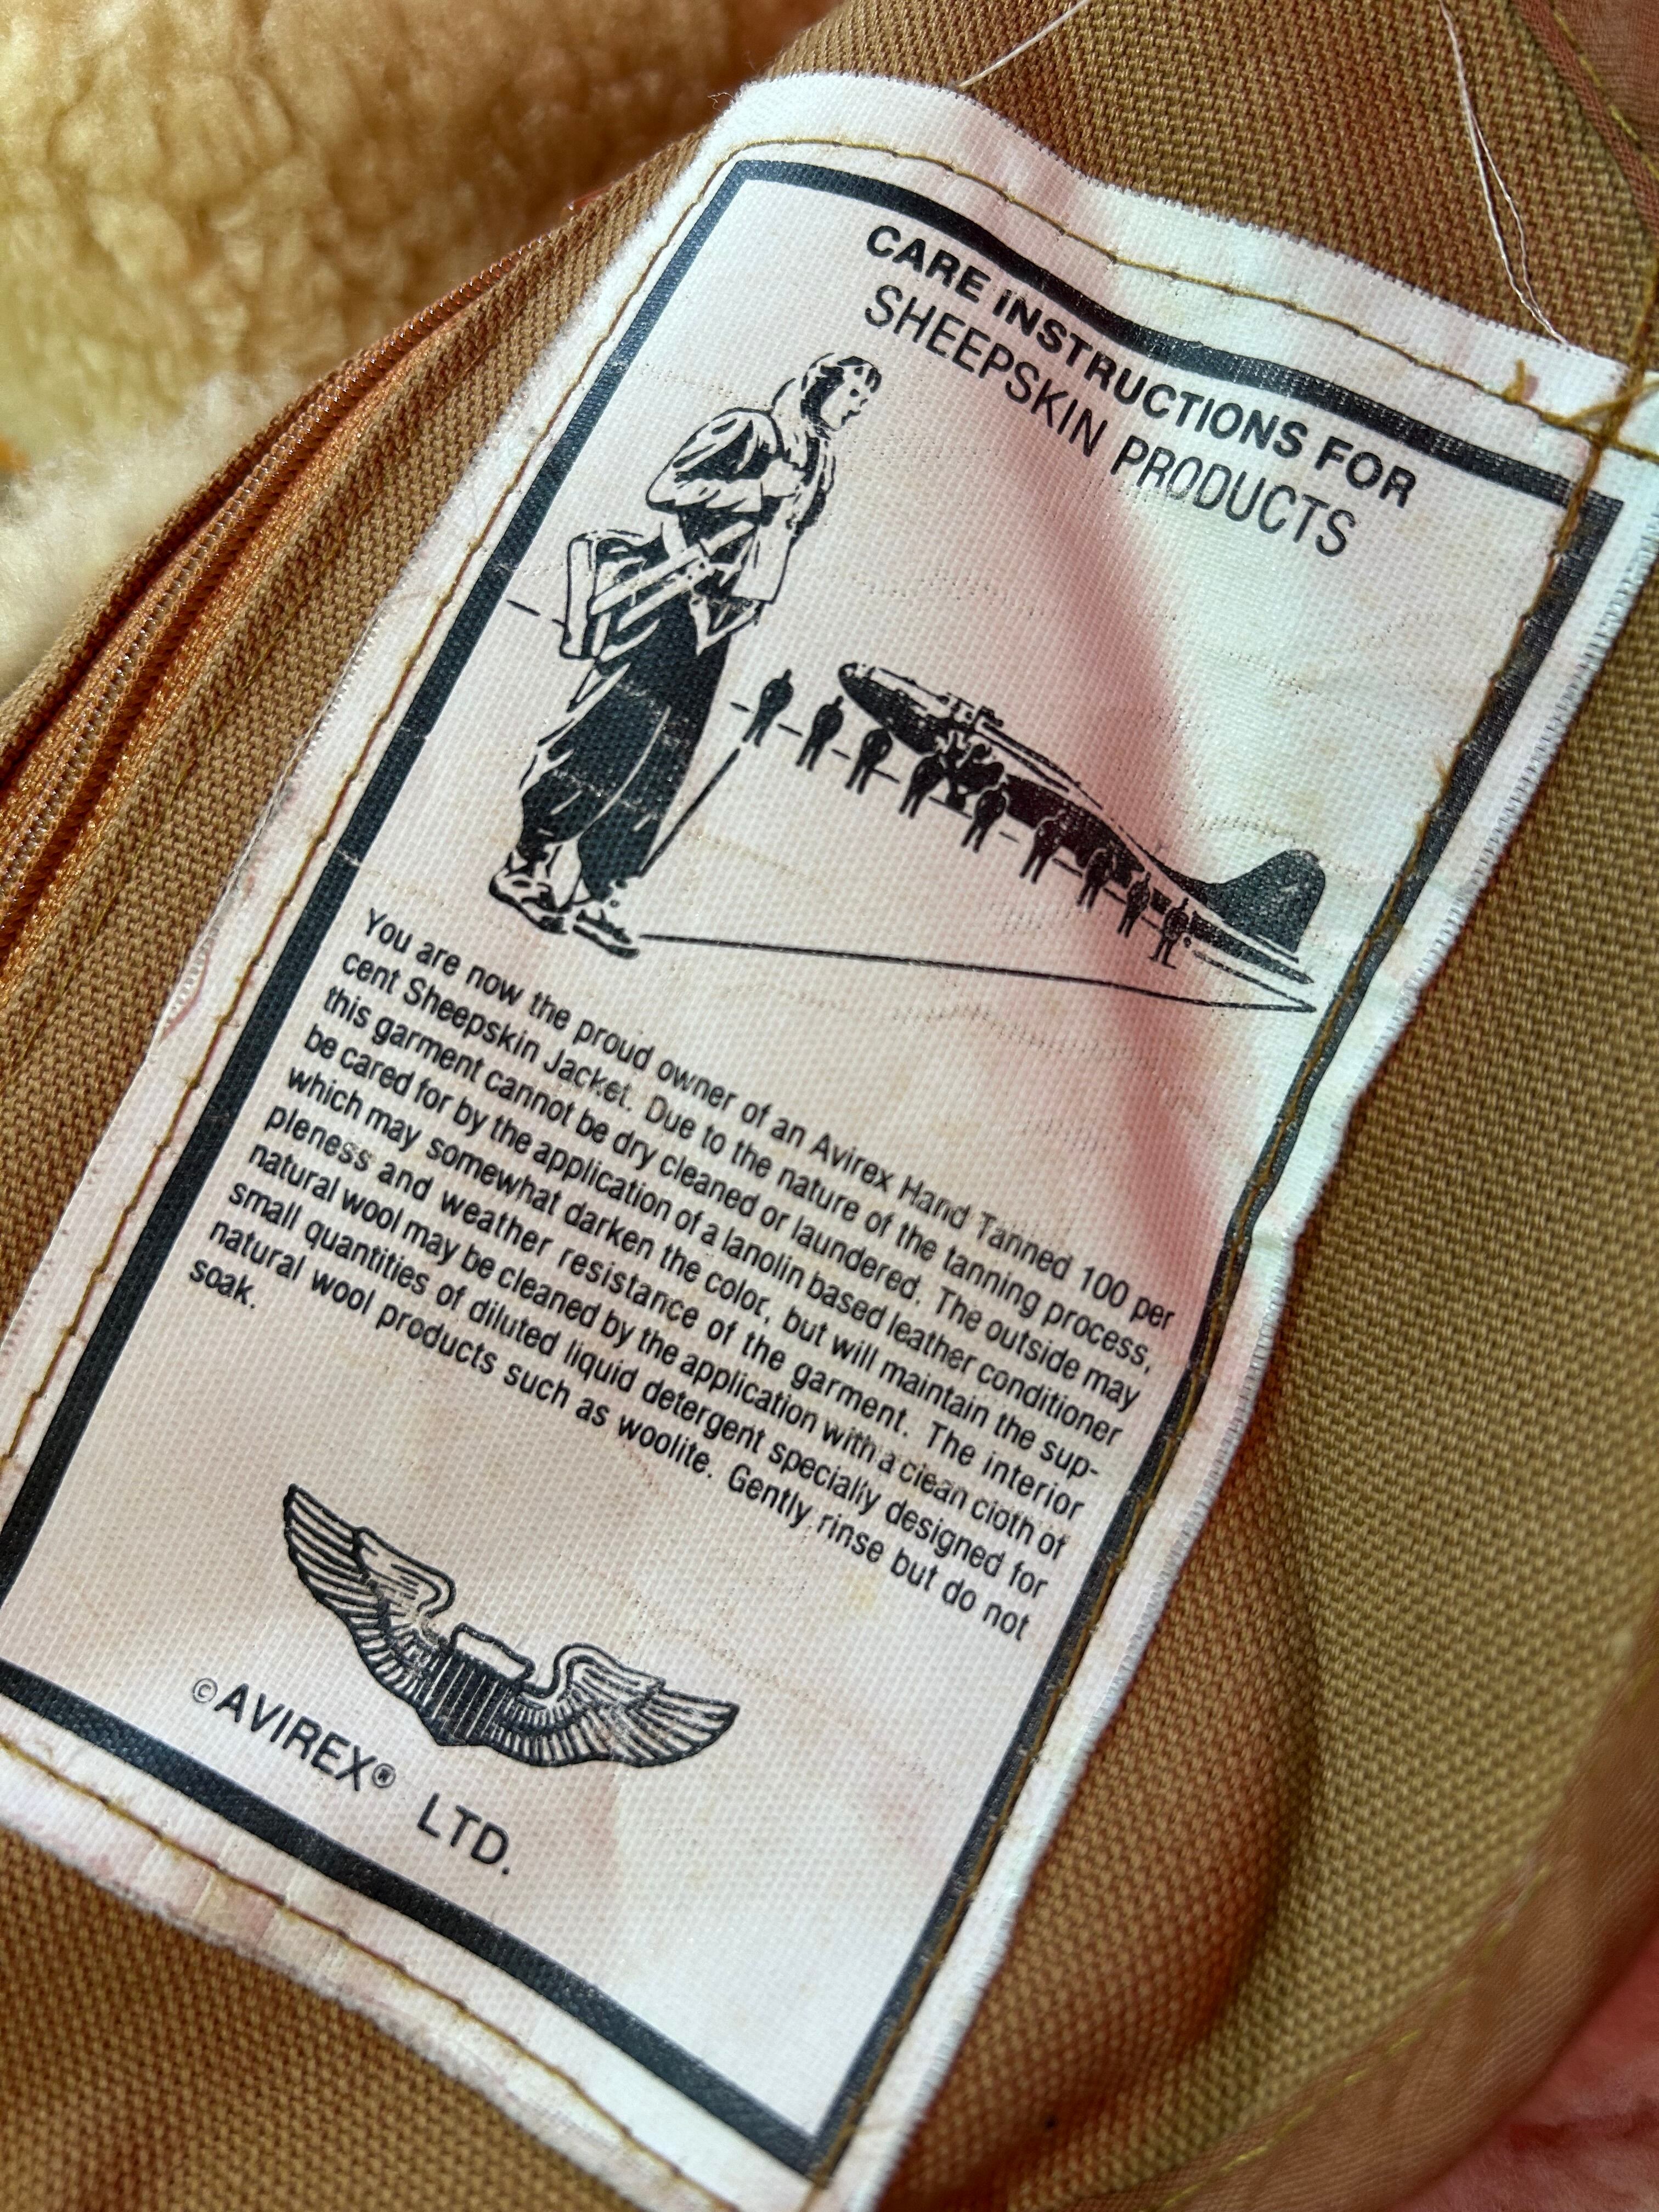 CARE INSTRUCTIONS FOR
SHEEPSKIN PRODUCTS
You are now the proud owner of an Avirex Hand Tanned 100 per
cent Sheepskin Jacket. Due to the nature of the tanning process,
this garment cannot be dry cleaned or laundered. The outside may
be cared for by the application of a lanolin based leather conditioner
which may somewhat darken the color, but will maintain the sup-
pleness and weather resistance of the garment. The interior
natural wool may be cleaned by the application with a clean cloth of
small quantities of diluted liquid detergent specially designed for
natural wool products such as woolite. Gently rinse but do not
soak.
©AVIREX® LTD.